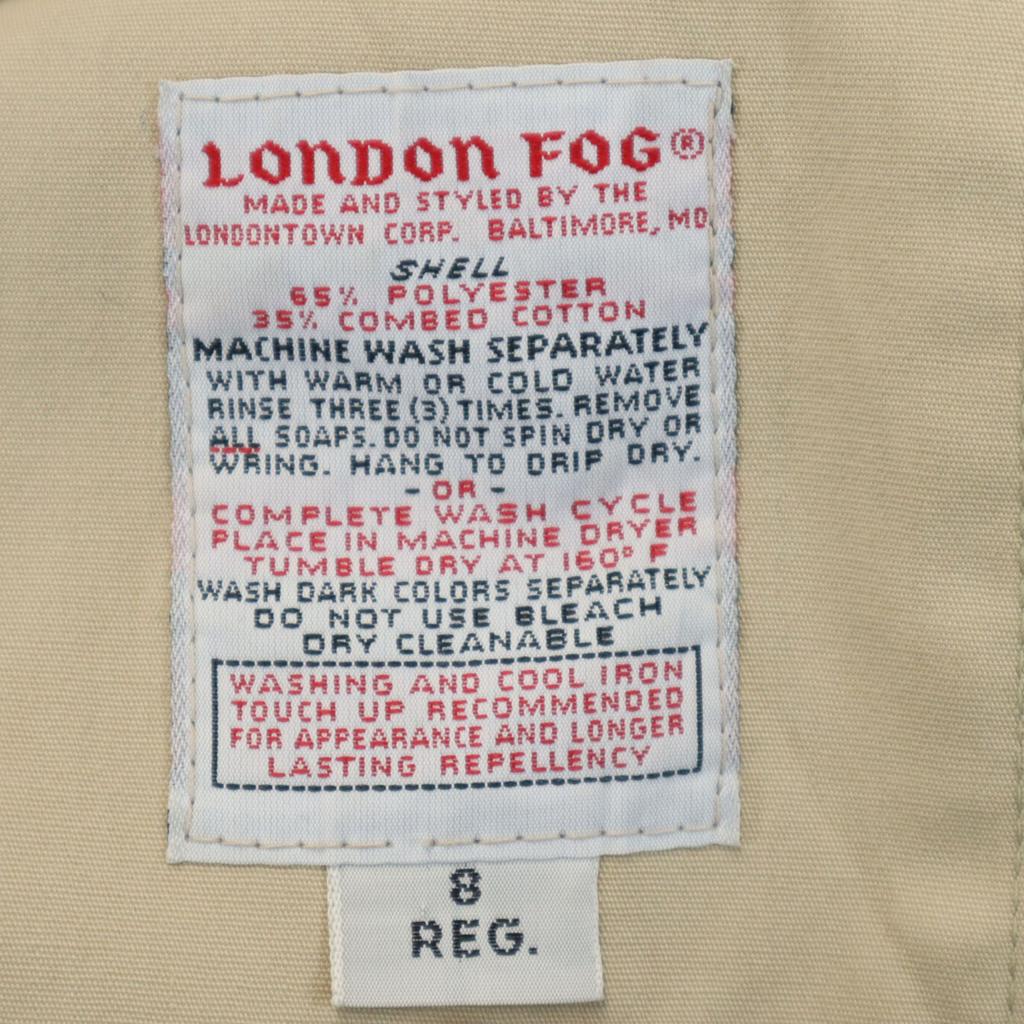 LONDON FOG®
MADE AND STYLED BY THE
LONDONTOWN CORP. BALTIMORE, MD.
SHELL
65% POLYESTER
35% COMBED COTTON
MACHINE WASH SEPARATELY
WITH WARM OR COLD WATER
RINSE THREE (3) TIMES. REMOVE
ALL SOAPS. DO NOT SPIN DRY OR
WRING. HANG TO DRIP DRY.
- OR -
COMPLETE WASH CYCLE
PLACE IN MACHINE DRYER
TUMBLE DRY AT 160° F
WASH DARK COLORS SEPARATELY
DO NOT USE BLEACH
DRY CLEANABLE
WASHING AND COOL IRON
TOUCH UP RECOMMENDED
FOR APPEARANCE AND LONGER
LASTING REPELLENCY
8
REG.